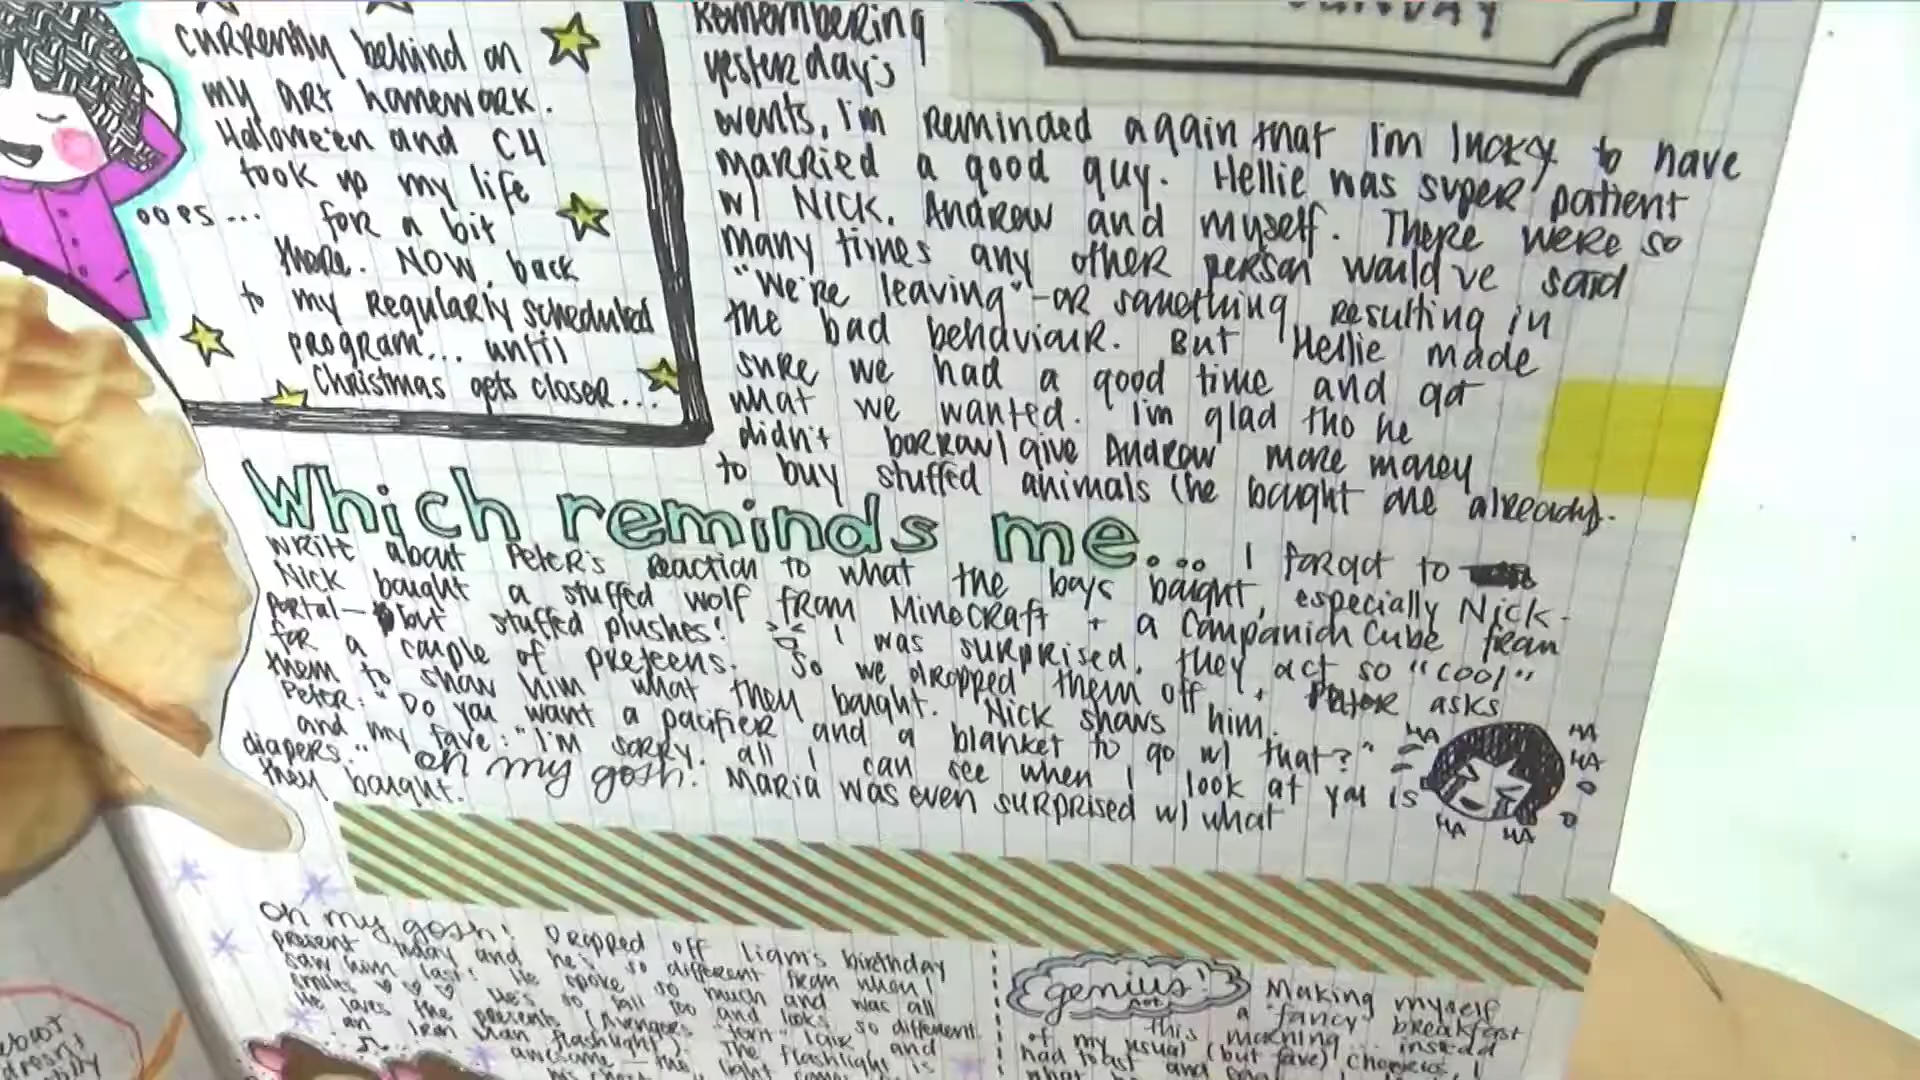 currently behind on
my art homework.
Halloween and C4
took up my life
oops... for a bit
there. Now, back
to my regularly scheduled
program... until
Christmas gets closer...
Remembering
yesterday's
events, I'm reminded again that I'm lucky to have
married a good guy. Hellie was super patient
w/ Nick, Andrew and myself. There were so
many times any other person would've said
"We're leaving" - or something resulting in
the bad behaviour. But Hellie made
sure we had a good time and got
what we wanted. I'm glad tho he
didn't borrow/give Andrew more money
to buy stuffed animals (he bought one already).
Which reminds me... I forgot to
write about Peter's reaction to what the boys bought, especially Nick.
Nick bought a stuffed wolf from Minecraft + a Companion Cube from
Portal - but stuffed plushes! I was surprised. they act so "cool"
for a couple of preteens. So we dropped them off + Peter asks
them to show him what they bought. Nick shows him.
Peter: "Do you want a pacifier and a blanket to go w/ that?"
and my fave: "I'm sorry. all I can see when I look at you is
diapers." oh my gosh! Maria was even surprised w/ what
they bought.
HA
HA
HA
HA
HA
oh my gosh! Dropped off Liam's birthday
present today and he's so different from when I
saw him last! He spoke so much and was all
smiles He's so tall too and looks so different
He loves the presents (Avengers
an Iron Man flashlight). The flashlight is
awesome - the light
genius!
not
Making myself
a "fancy" breakfast
this morning instead
of my usual (but fave) cheerios. I
had toast and